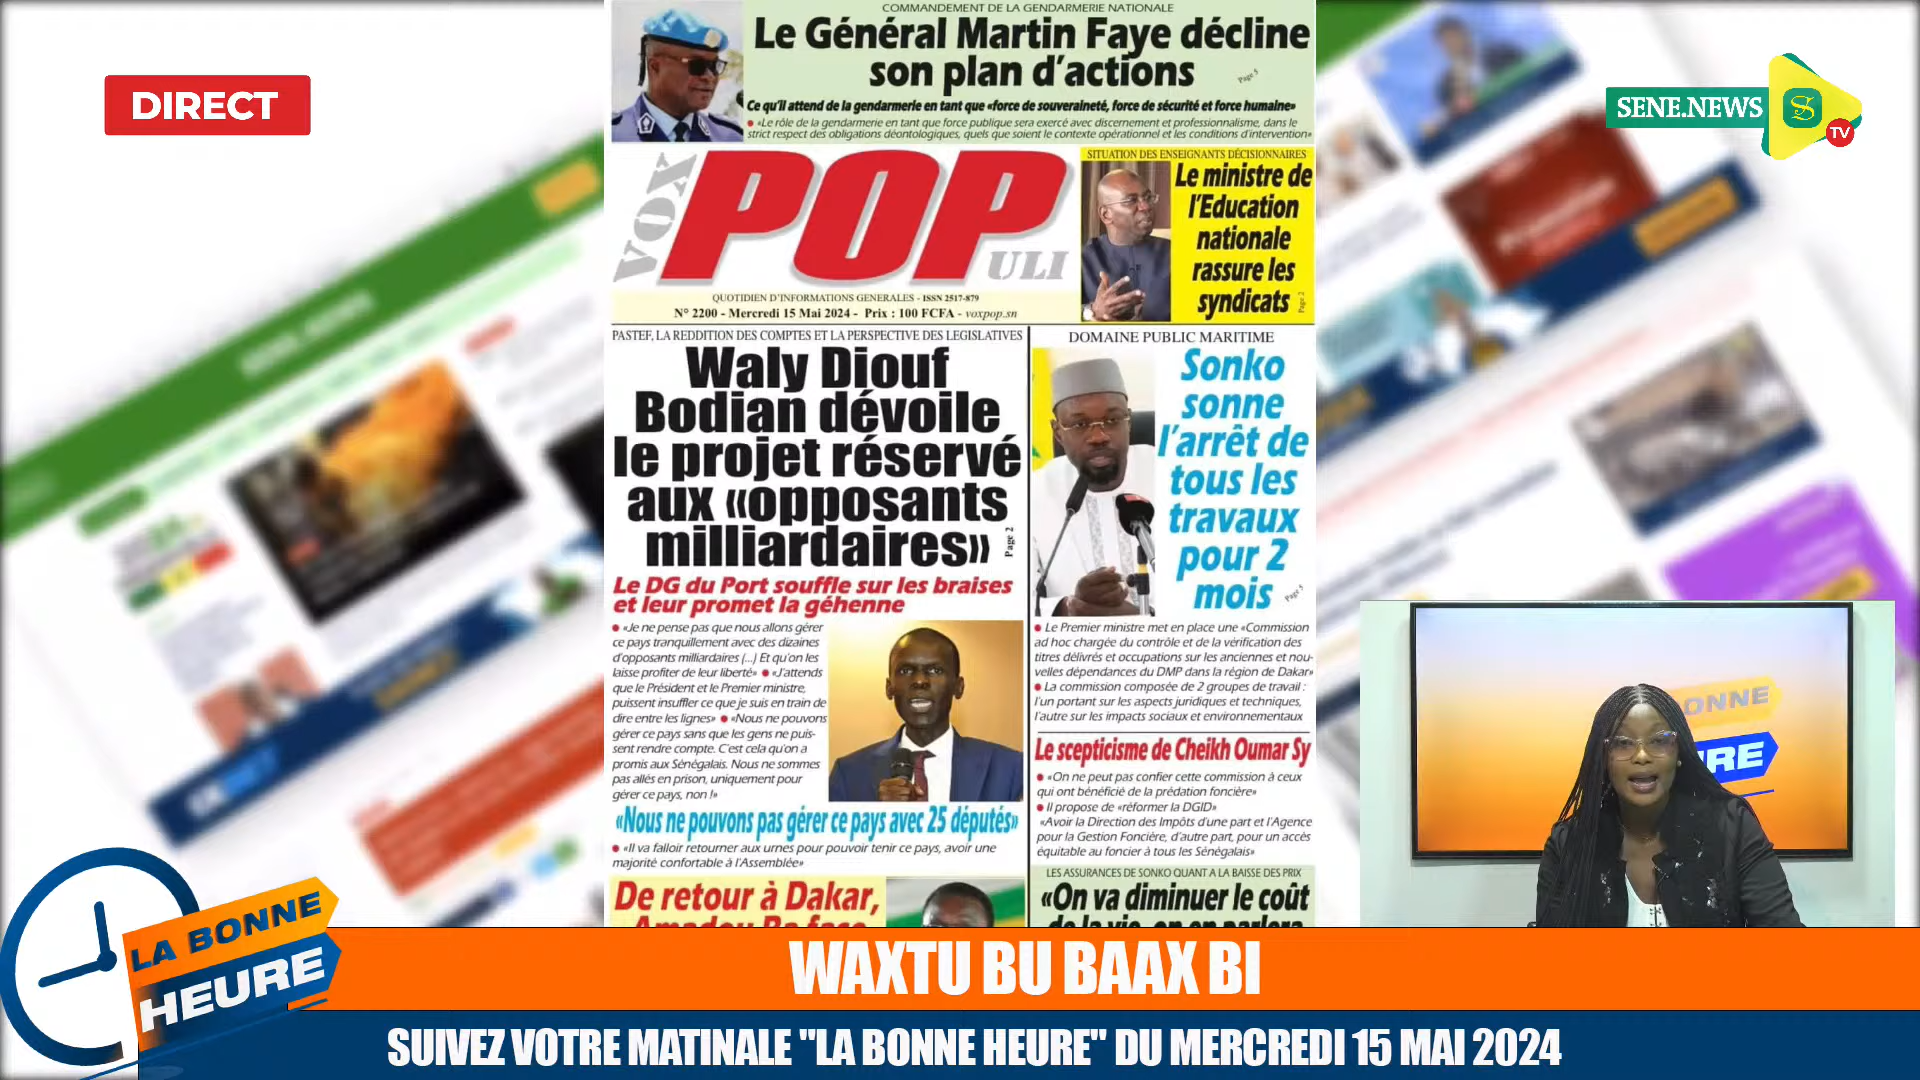 DIRECT
SENE.NEWS
TV
COMMANDEMENT DE LA GENDARMERIE NATIONALE
Le Général Martin Faye décline
son plan d'actions
Page 5
Ce qu'il attend de la gendarmerie en tant que «force de souveraineté, force de sécurité et force humaine»
• «Le rôle de la gendarmerie en tant que force publique sera exercé avec discernement et professionnalisme, dans le
strict respect des obligations déontologiques, quels que soient le contexte opérationnel et les conditions d'intervention»
VOX
POP
ULI
QUOTIDIEN D'INFORMATIONS GENERALES - ISSN 2517-879
N° 2200 - Mercredi 15 Mai 2024 - Prix : 100 FCFA - voxpop.sn
SITUATION DES ENSEIGNANTS DÉCISIONNAIRES
Le ministre de
l'Education
nationale
rassure les
syndicats
Page 2
PASTEF, LA REDDITION DES COMPTES ET LA PERSPECTIVE DES LEGISLATIVES
Waly Diouf
Bodian dévoile
le projet réservé
aux «opposants
milliardaires»
Page 2
Le DG du Port souffle sur les braises
et leur promet la géhenne
• «Je ne pense pas que nous allons gérer
ce pays tranquillement avec des dizaines
d'opposants milliardaires (...) Et qu'on les
laisse profiter de leur liberté» • «J'attends
que le Président et le Premier ministre,
puissent insuffler ce que je suis en train de
dire entre les lignes» • «Nous ne pouvons
gérer ce pays sans que les gens ne puis-
sent rendre compte. C'est cela qu'on a
promis aux Sénégalais. Nous ne sommes
pas allés en prison, uniquement pour
gérer ce pays, non !»
«Nous ne pouvons pas gérer ce pays avec 25 députés»
• «Il va falloir retourner aux urnes pour pouvoir tenir ce pays, avoir une
majorité confortable à l'Assemblée»
De retour à Dakar,
Amadou Ba face
DOMAINE PUBLIC MARITIME
Sonko
sonne
l'arrêt de
tous les
travaux
pour 2
mois
Page 5
• Le Premier ministre met en place une «Commission
ad hoc chargée du contrôle et de la vérification des
titres délivrés et occupations sur les anciennes et nou-
velles dépendances du DMP dans la région de Dakar»
• La commission composée de 2 groupes de travail :
l'un portant sur les aspects juridiques et techniques,
l'autre sur les impacts sociaux et environnementaux
Le scepticisme de Cheikh Oumar Sy
• «On ne peut pas confier cette commission à ceux
qui ont bénéficié de la prédation foncière»
• Il propose de «réformer la DGID»
«Avoir la Direction des Impôts d'une part et l'Agence
pour la Gestion Foncière, d'autre part, pour un accès
équitable au foncier à tous les Sénégalais»
LES ASSURANCES DE SONKO QUANT A LA BAISSE DES PRIX
«On va diminuer le coût
de la vie, on en parlera
ONNE
URE
LA BONNE
HEURE
WAXTU BU BAAX BI
SUIVEZ VOTRE MATINALE "LA BONNE HEURE" DU MERCREDI 15 MAI 2024